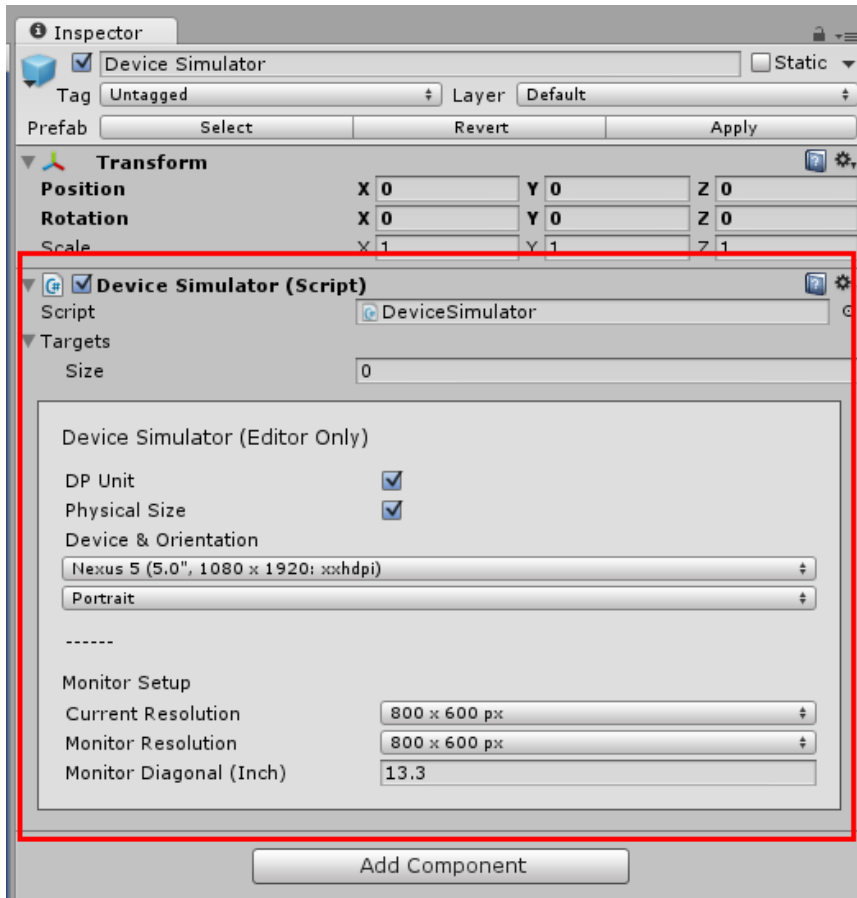 Inspector
Device Simulator Static
Tag Untagged Layer Default
Prefab Select Revert Apply
Transform
Position X 0 Y 0 Z 0
Rotation X 0 Y 0 Z 0
Scale X 1 Y 1 Z 1
Device Simulator (Script)
Script DeviceSimulator
Targets
Size 0
Device Simulator (Editor Only)
DP Unit
Physical Size
Device & Orientation
Nexus 5 (5.0", 1080 x 1920: xxhdpi)
Portrait
------
Monitor Setup
Current Resolution 800 x 600 px
Monitor Resolution 800 x 600 px
Monitor Diagonal (Inch) 13.3
Add Component